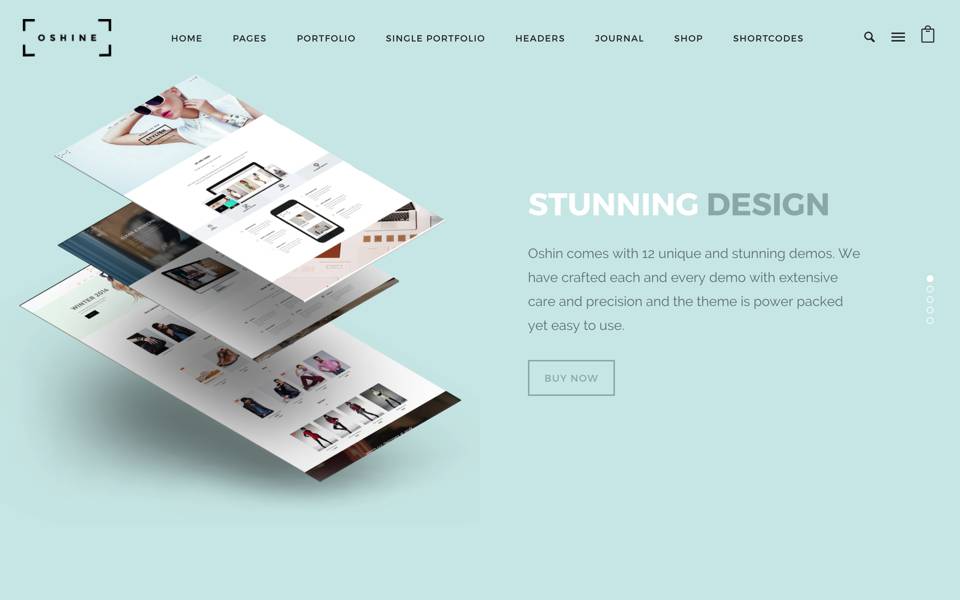 OSHINE
HOME PAGES PORTFOLIO SINGLE PORTFOLIO HEADERS JOURNAL SHOP SHORTCODES
WINTER 2014
STUNNING DESIGN
Oshin comes with 12 unique and stunning demos. We
have crafted each and every demo with extensive
care and precision and the theme is power packed
yet easy to use.
BUY NOW